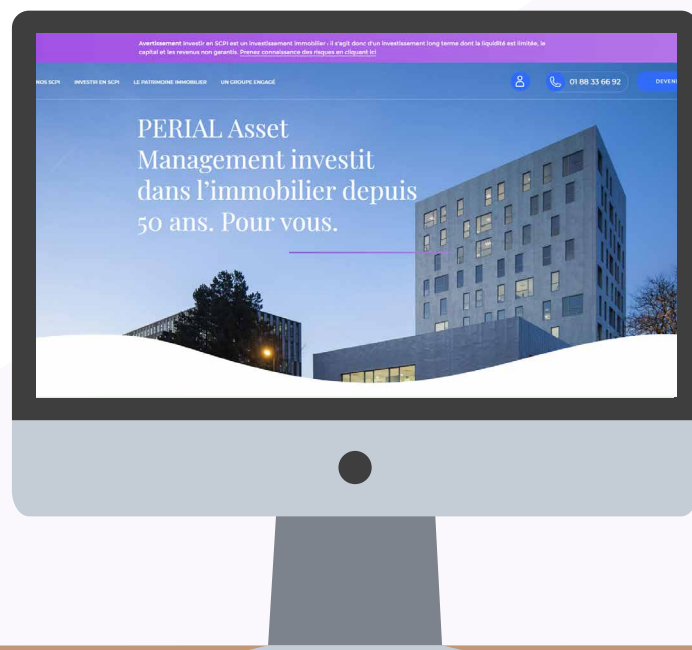 Avertissement Investir en SCPI est un investissement immobilier : il s'agit donc d'un investissement long terme dont la liquidité est limitée, le
capital et les revenus non garantis. Prenez connaissance des risques en cliquant ici
NOS SCPI INVESTIR EN SCPI LE PATRIMOINE IMMOBILIER UN GROUPE ENGAGÉ 01 88 33 66 92 DEVENI
PERIAL Asset
Management investit
dans l'immobilier depuis
50 ans. Pour vous.